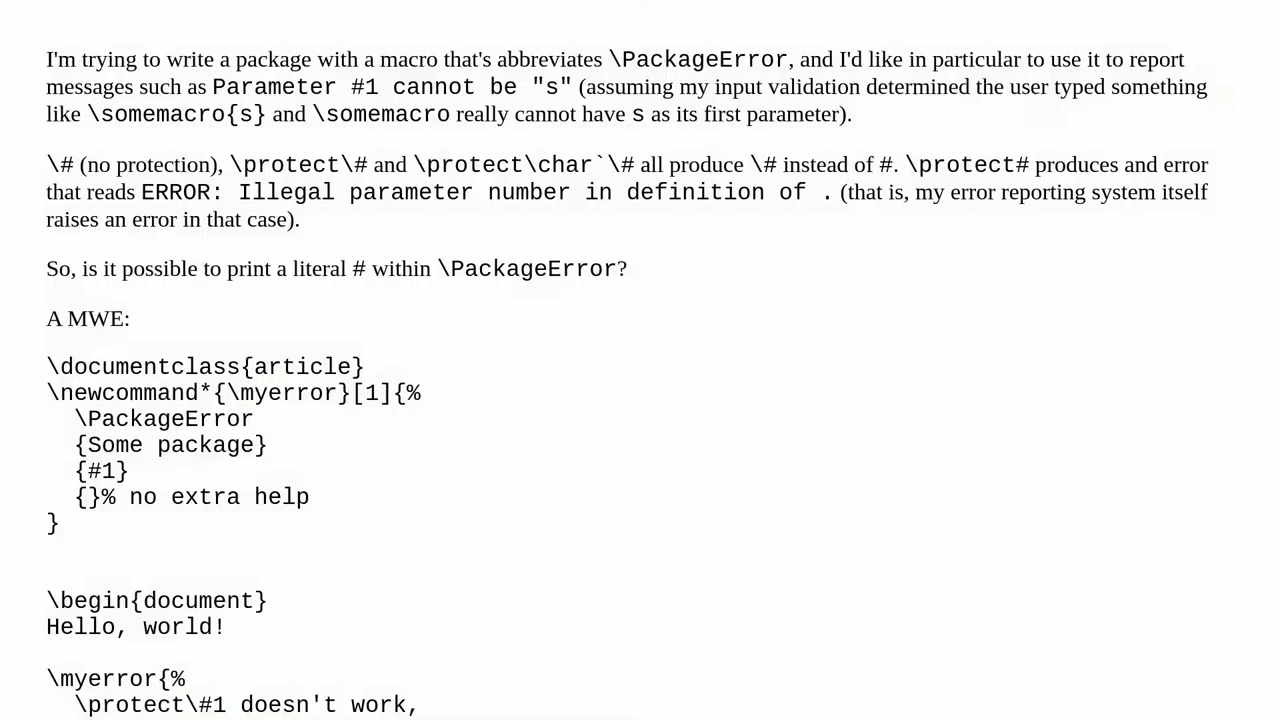 I'm trying to write a package with a macro that's abbreviates \PackageError, and I'd like in particular to use it to report
messages such as Parameter #1 cannot be "s" (assuming my input validation determined the user typed something
like \somemacro{s} and \somemacro really cannot have s as its first parameter).
\# (no protection), \protect\# and \protect\char`\# all produce \# instead of #. \protect# produces and error
that reads ERROR: Illegal parameter number in definition of . (that is, my error reporting system itself
raises an error in that case).
So, is it possible to print a literal # within \PackageError?
A MWE:
\documentclass{article}
\newcommand*{\myerror}[1]{%
  \PackageError
  {Some package}
  {#1}
  {}% no extra help
}
\begin{document}
Hello, world!
\myerror{%
  \protect\#1 doesn't work,